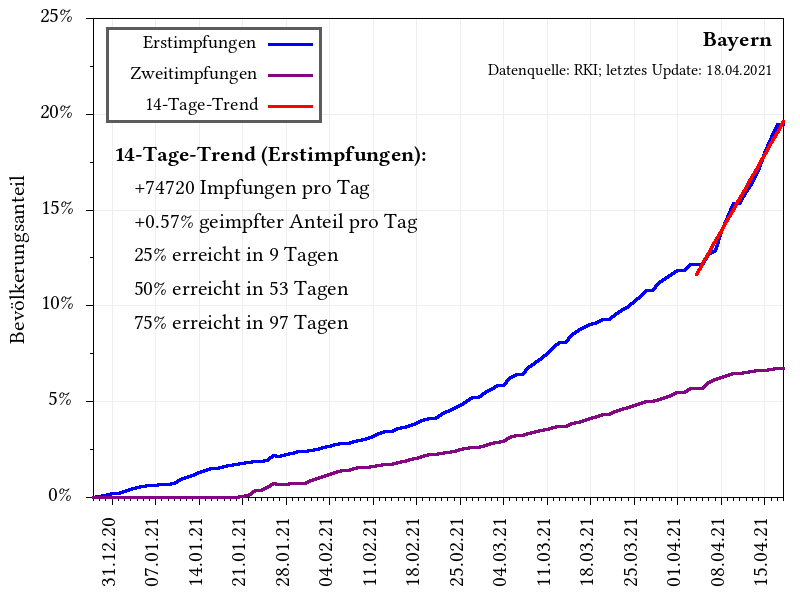 25%
20%
15%
10%
5%
0%
Bevölkerungsanteil
Erstimpfungen
Zweitimpfungen
14-Tage-Trend
Bayern
Datenquelle: RKI; letztes Update: 18.04.2021
14-Tage-Trend (Erstimpfungen):
+74720 Impfungen pro Tag
+0.57% geimpfter Anteil pro Tag
25% erreicht in 9 Tagen
50% erreicht in 53 Tagen
75% erreicht in 97 Tagen
31.12.20
07.01.21
14.01.21
21.01.21
28.01.21
04.02.21
11.02.21
18.02.21
25.02.21
04.03.21
11.03.21
18.03.21
25.03.21
01.04.21
08.04.21
15.04.21